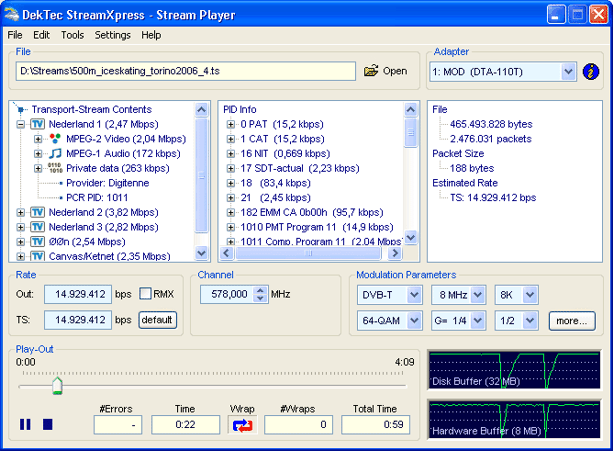 DekTec StreamXpress - Stream Player
File Edit Tools Settings Help
File
D:\Streams\500m_iceskating_torino2006_4.ts
Open
Adapter
1: MOD (DTA-110T)
Transport-Stream Contents
Nederland 1 (2,47 Mbps)
MPEG-2 Video (2,04 Mbps)
MPEG-1 Audio (172 kbps)
0110
1010
Private data (263 kbps)
Provider: Digitenne
PCR PID: 1011
Nederland 2 (3,82 Mbps)
Nederland 3 (2,82 Mbps)
ØØn (2,54 Mbps)
Canvas/Ketnet (2,35 Mbps)
PID Info
0 PAT (15,2 kbps)
1 CAT (15,2 kbps)
16 NIT (0,669 kbps)
17 SDT-actual (2,23 kbps)
18 (83,4 kbps)
21 (2,45 kbps)
182 EMM CA 0b00h (95,7 kbps)
1010 PMT Program 11 (14,9 kbps)
1011 Comp. Program 11 (2,04 Mbps)
File
465.493.828 bytes
2.476.031 packets
Packet Size
188 bytes
Estimated Rate
TS: 14.929.412 bps
Rate
Out: 14.929.412 bps RMX
TS: 14.929.412 bps default
Channel
578,000 MHz
Modulation Parameters
DVB-T 8 MHz 8K
64-QAM G= 1/4 1/2 more...
Play-Out
0:00 4:09
#Errors Time Wrap #Wraps Total Time
- 0:22 0 0:59
Disk Buffer (32 MB)
Hardware Buffer (8 MB)